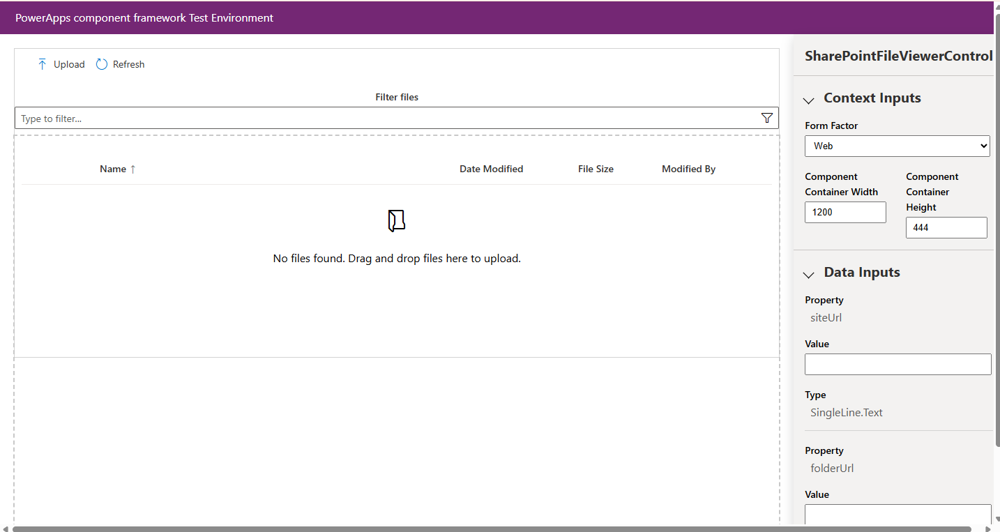 PowerApps component framework Test Environment
Upload
Refresh
Filter files
Type to filter...
Name ↑
Date Modified
File Size
Modified By
No files found. Drag and drop files here to upload.
SharePointFileViewerControl
Context Inputs
Form Factor
Web
Component
Container Width
1200
Component
Container
Height
444
Data Inputs
Property
siteUrl
Value
Type
SingleLine.Text
Property
folderUrl
Value